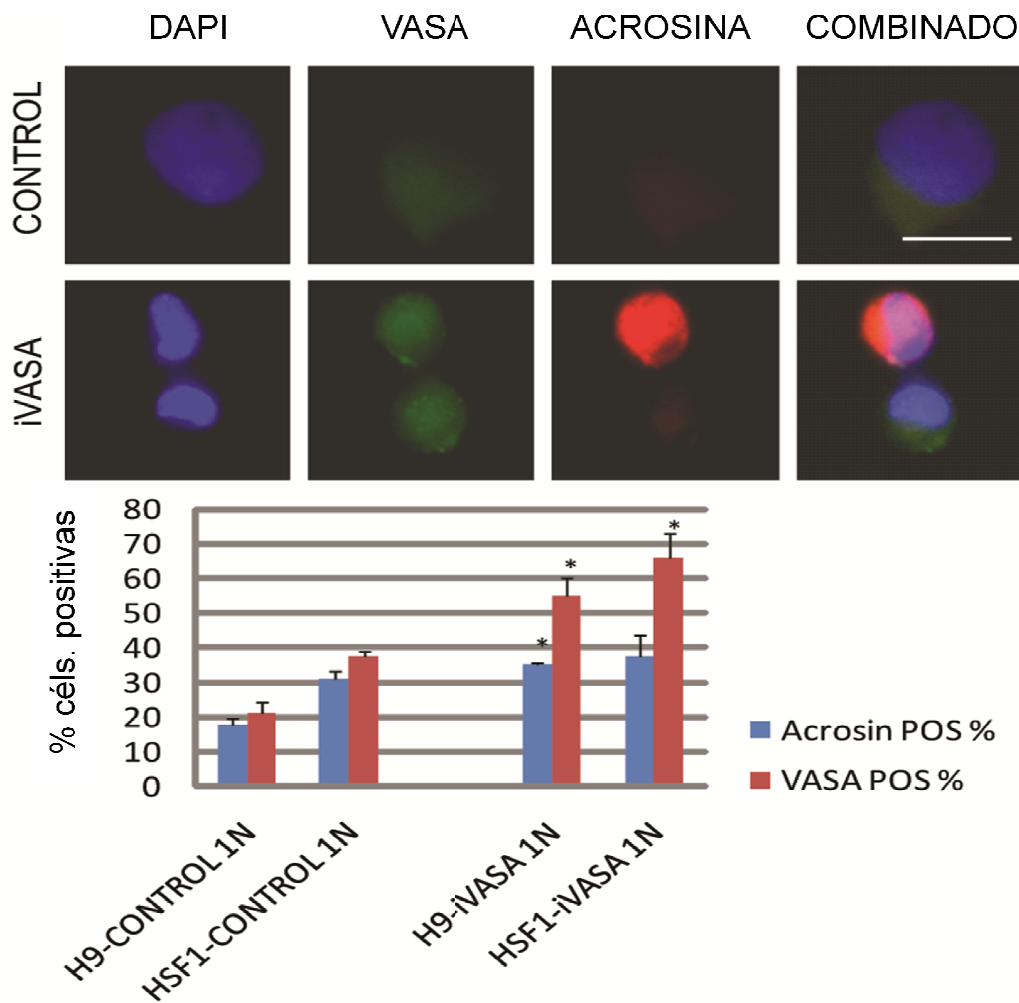 DAPI VASA ACROSINA COMBINADO
CONTROL
iVASA
% céls. positivas
80
70
60
50
40
30
20
10
0
*
*
*
Acrosin POS %
VASA POS %
H9-CONTROL 1N
HSF1-CONTROL 1N
H9-iVASA 1N
HSF1-iVASA 1N